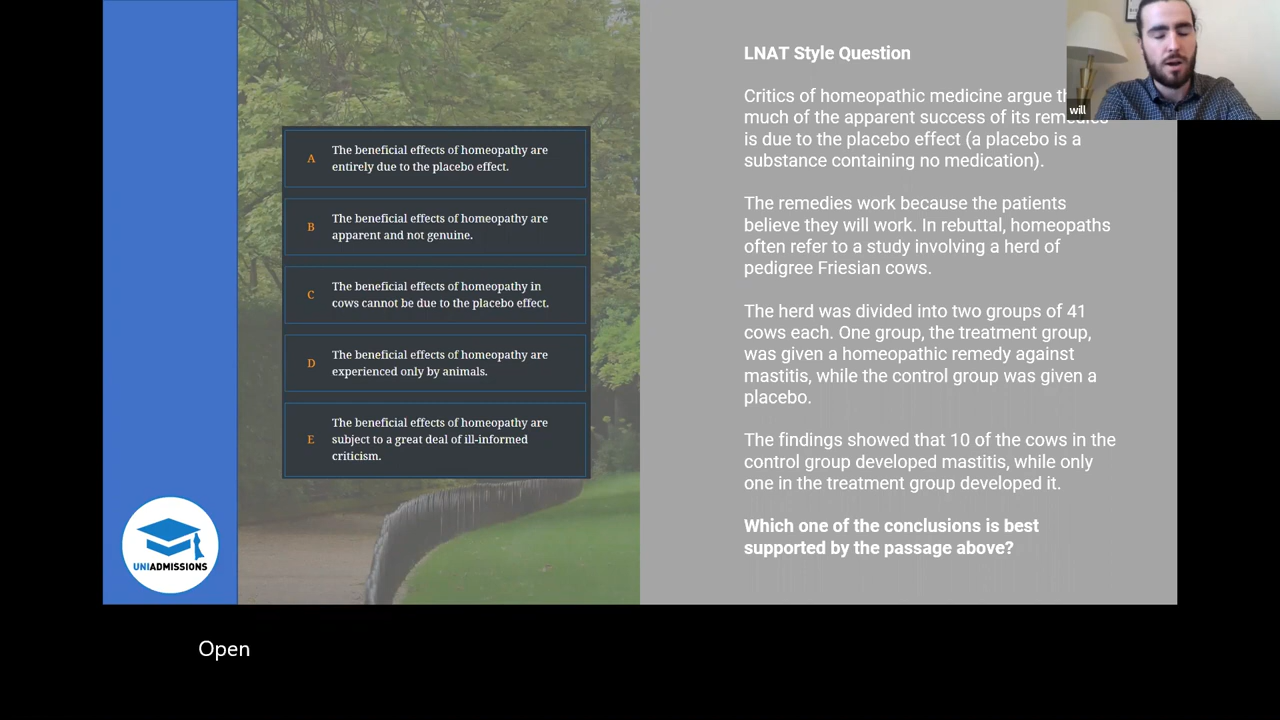 A
The beneficial effects of homeopathy are
entirely due to the placebo effect.
B
The beneficial effects of homeopathy are
apparent and not genuine.
C
The beneficial effects of homeopathy in
cows cannot be due to the placebo effect.
D
The beneficial effects of homeopathy are
experienced only by animals.
E
The beneficial effects of homeopathy are
subject to a great deal of ill-informed
criticism.
UNIADMISSIONS
LNAT Style Question
Critics of homeopathic medicine argue
much of the apparent success of its remedies
is due to the placebo effect (a placebo is a
substance containing no medication).
The remedies work because the patients
believe they will work. In rebuttal, homeopaths
often refer to a study involving a herd of
pedigree Friesian cows.
The herd was divided into two groups of 41
cows each. One group, the treatment group,
was given a homeopathic remedy against
mastitis, while the control group was given a
placebo.
The findings showed that 10 of the cows in the
control group developed mastitis, while only
one in the treatment group developed it.
Which one of the conclusions is best
supported by the passage above?
will
Open